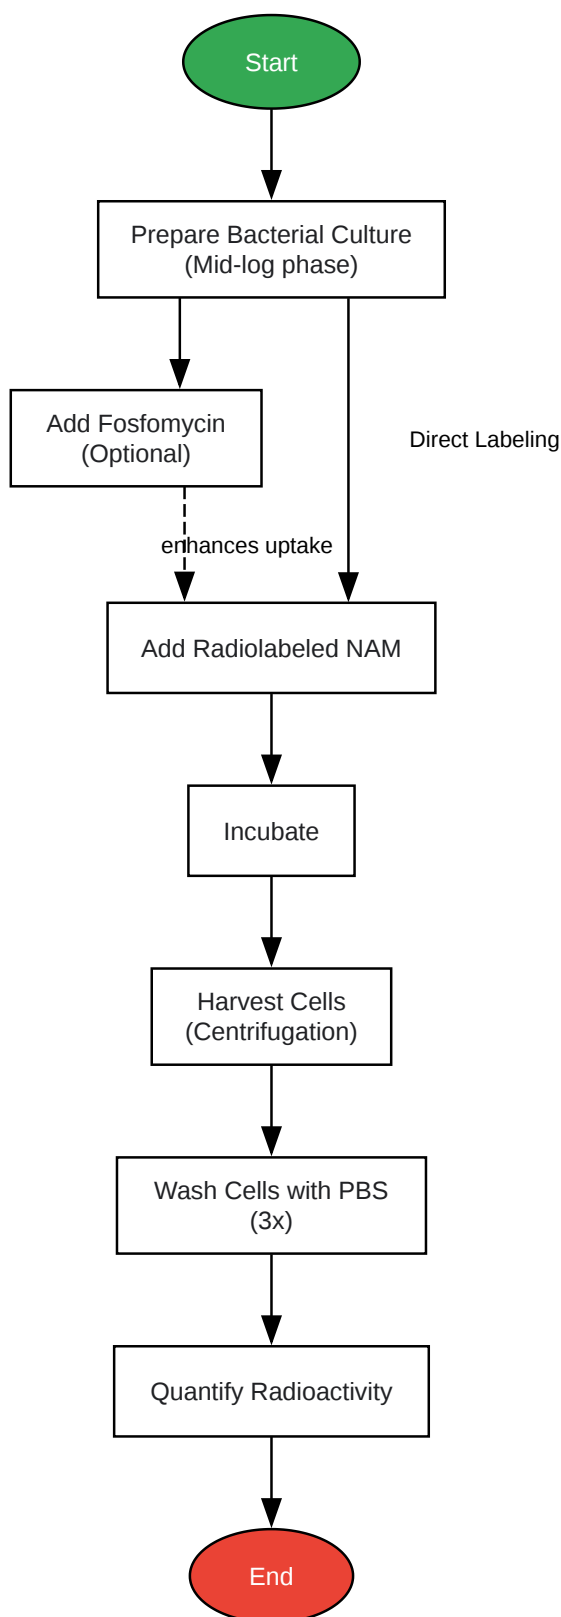 Start
Prepare Bacterial Culture
(Mid-log phase)
Add Fosfomycin
(Optional)
Direct Labeling
enhances uptake
Add Radiolabeled NAM
Incubate
Harvest Cells
(Centrifugation)
Wash Cells with PBS
(3x)
Quantify Radioactivity
End